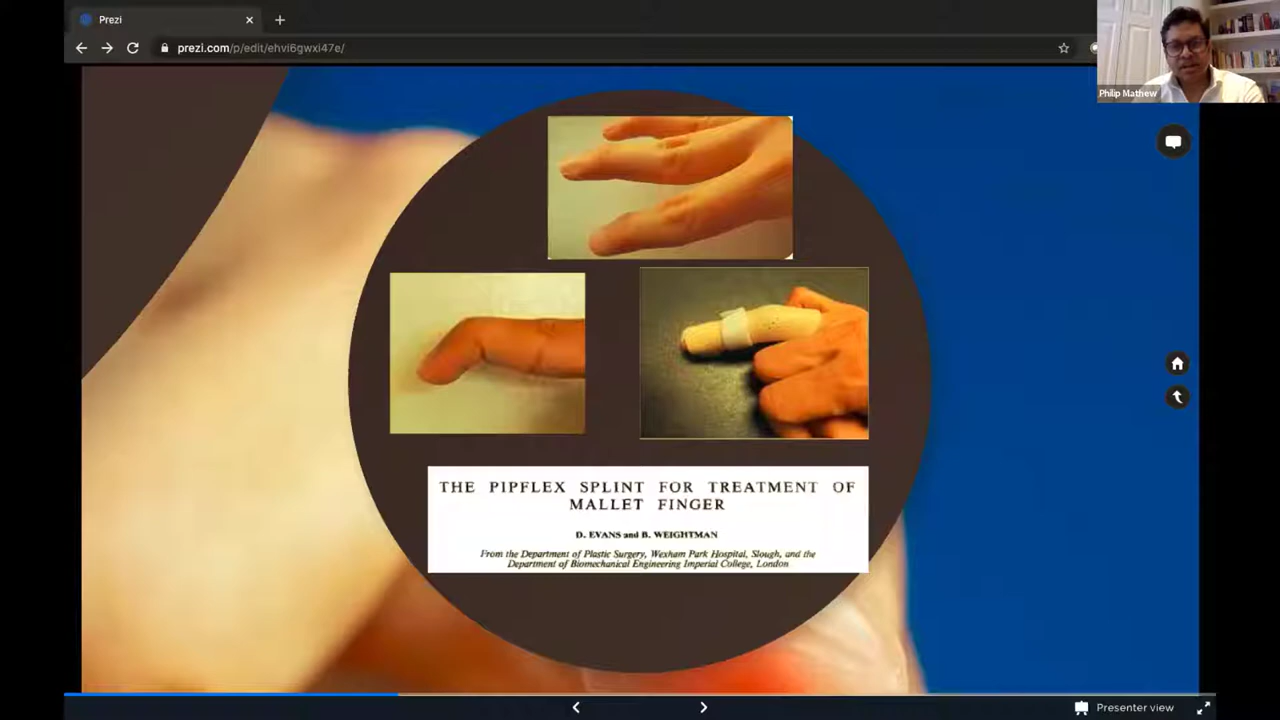 Prezi
prezi.com/p/edit/ehvi6gwxi47e/
Philip Mathew
THE PIPFLEX SPLINT FOR TREATMENT OF
MALLET FINGER
D. EVANS and B. WEIGHTMAN
From the Department of Plastic Surgery, Wexham Park Hospital, Slough, and the
Department of Biomechanical Engineering Imperial College, London
Presenter view